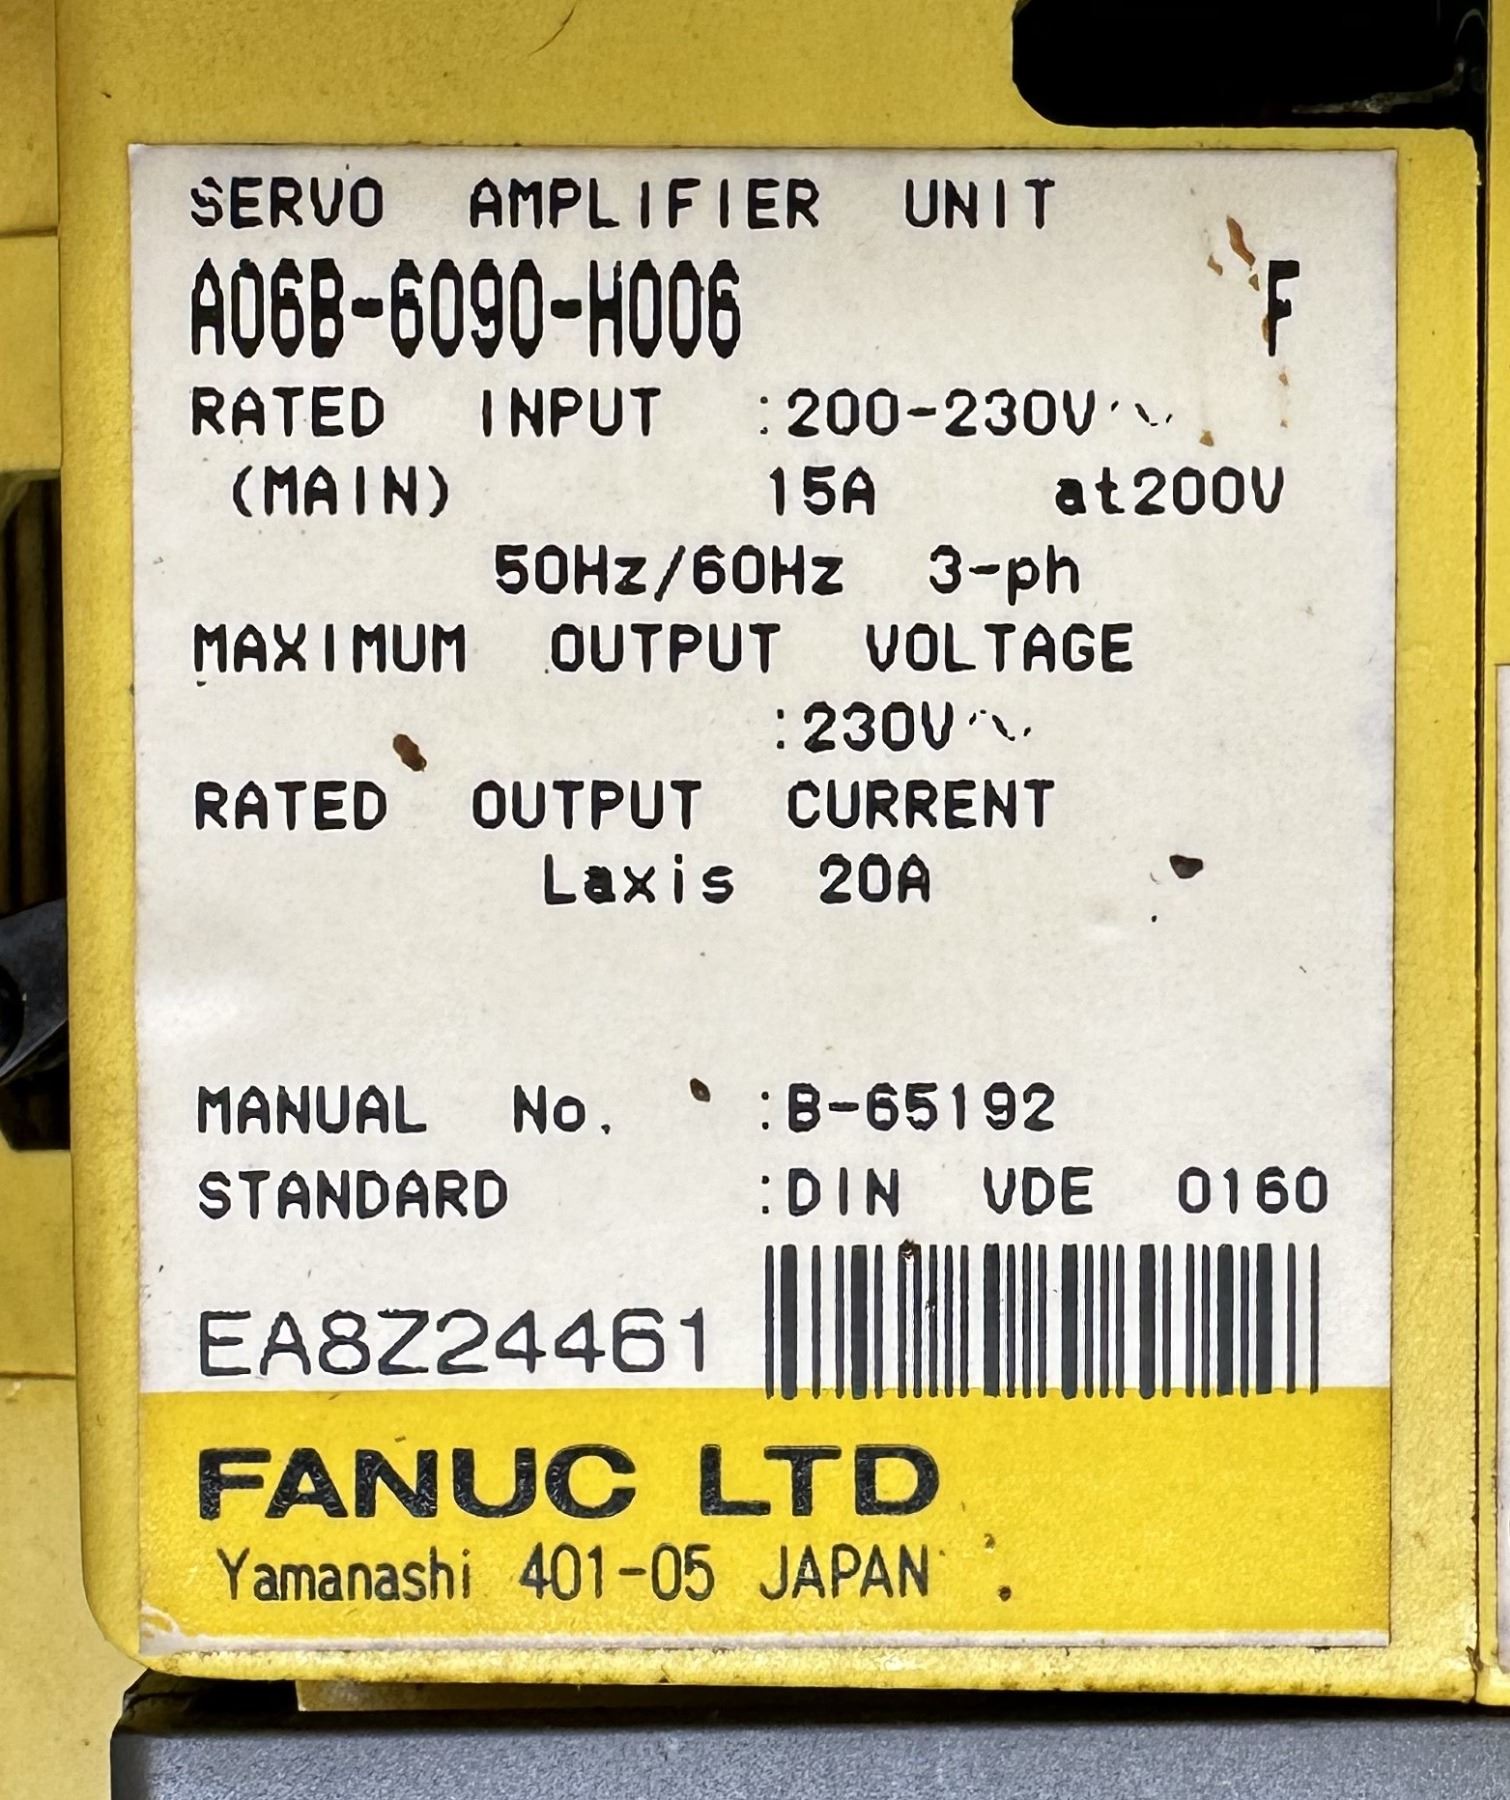 SERVO AMPLIFIER UNIT
A06B-6090-H006 F
RATED INPUT :200-230V~
(MAIN) 15A at200V
50Hz/60Hz 3-ph
MAXIMUM OUTPUT VOLTAGE
:230V~
RATED OUTPUT CURRENT
Laxis 20A
MANUAL No. :B-65192
STANDARD :DIN VDE 0160
EA8Z24461
FANUC LTD
Yamanashi 401-05 JAPAN